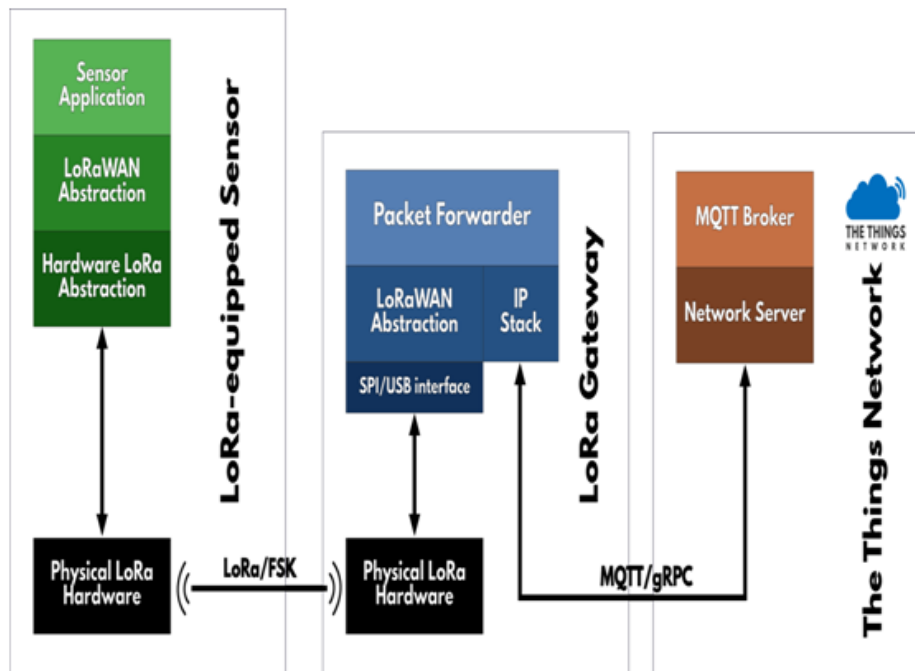 Sensor
Application
LoRaWAN
Abstraction
Hardware LoRa
Abstraction
Physical LoRa
Hardware
LoRa-equipped Sensor
LoRa/FSK
Packet Forwarder
LoRaWAN
Abstraction
IP
Stack
SPI/USB interface
Physical LoRa
Hardware
LoRa Gateway
MQTT/gRPC
MQTT Broker
Network Server
THE THINGS
NETWORK
The Things Network